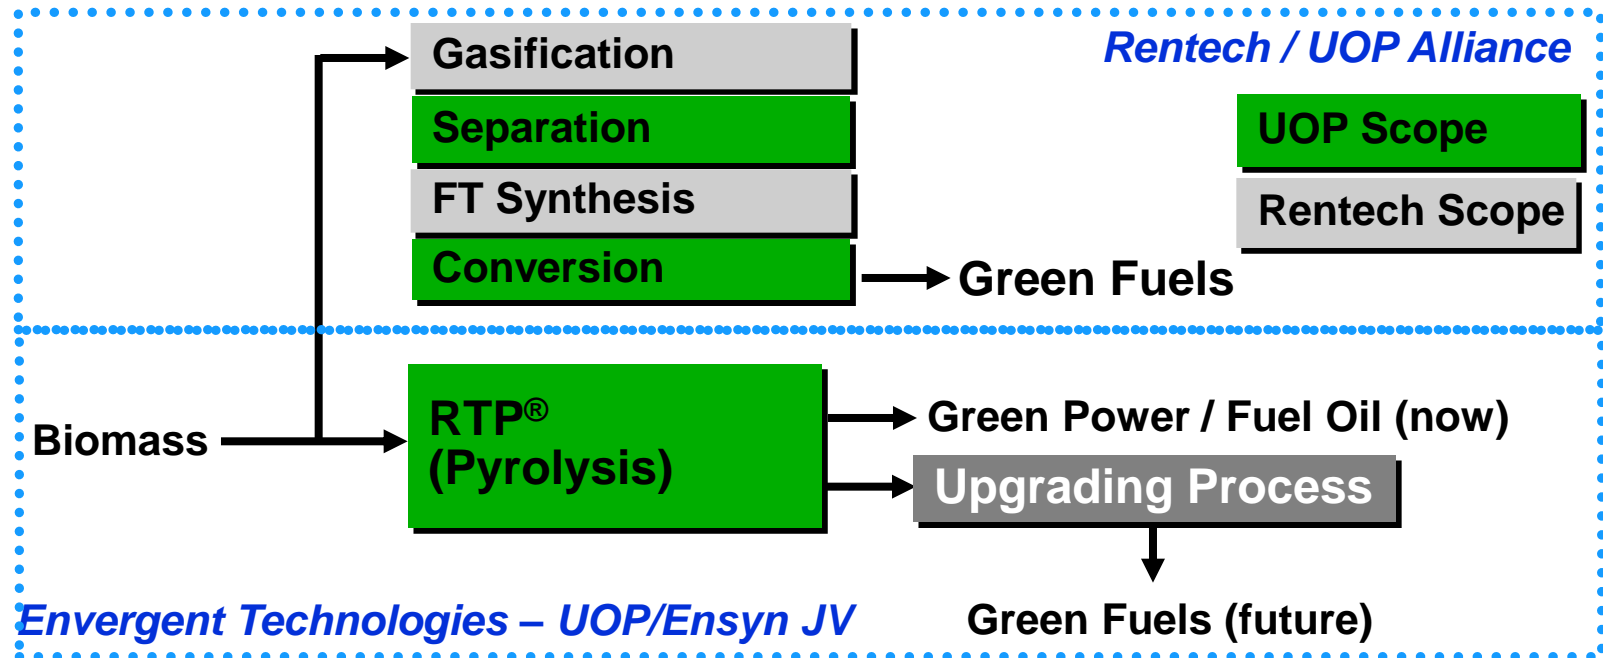 Gasification
Rentech / UOP Alliance
Separation
UOP Scope
FT Synthesis
Rentech Scope
Conversion
Green Fuels
RTP®
(Pyrolysis)
Green Power / Fuel Oil (now)
Biomass
Upgrading Process
Envergent Technologies – UOP/Ensyn JV
Green Fuels (future)